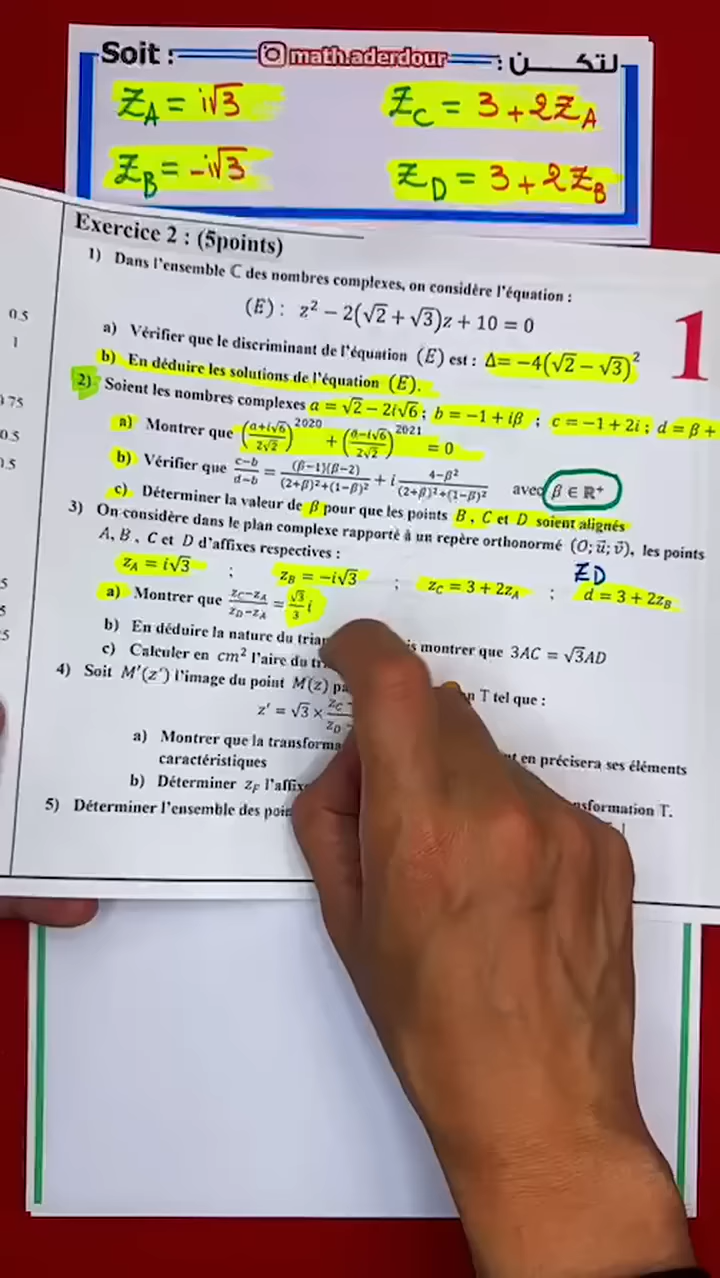 Soit : math.aderdour لتكن :
Z_A = i√3
Z_C = 3 + 2Z_A
Z_B = -i√3
Z_D = 3 + 2Z_B
Exercice 2 : (5points)
1) Dans l'ensemble ℂ des nombres complexes, on considère l'équation :
(E) : z² − 2(√2 + √3)z + 10 = 0
0.5
a) Vérifier que le discriminant de l'équation (E) est : Δ= −4(√2 − √3)²
1
1
b) En déduire les solutions de l'équation (E).
2) Soient les nombres complexes a = √2 − 2i√6 ; b = −1 + iβ ; c = −1 + 2i ; d = β +
75
a) Montrer que ((a+i√6)/(2√2))^2020 + ((a−i√6)/(2√2))^2021 = 0
0.5
b) Vérifier que (c−b)/(d−b) = ((β−1)(β−2))/((2+β)²+(1−β)²) + i (4−β²)/((2+β)²+(1−β)²) avec β ∈ ℝ⁺
.5
c) Déterminer la valeur de β pour que les points B , C et D soient alignés
3) On considère dans le plan complexe rapporté à un repère orthonormé (O; u⃗; v⃗), les points
A, B , C et D d'affixes respectives :
ZD
z_A = i√3 ; z_B = −i√3 ; z_C = 3 + 2z_A ; d = 3 + 2z_B
5
a) Montrer que (z_C−z_A)/(z_D−z_A) = (√3/3) i
5
b) En déduire la nature du montrer que 3AC = √3AD
5
c) Calculer en cm² l'aire du
4) Soit M'(z') l'image du point M(z) T tel que :
z' = √3 ×
a) Montrer que la en précisera ses éléments
caractéristiques
b) Déterminer z_F T.
5) Déterminer l'ensemble des